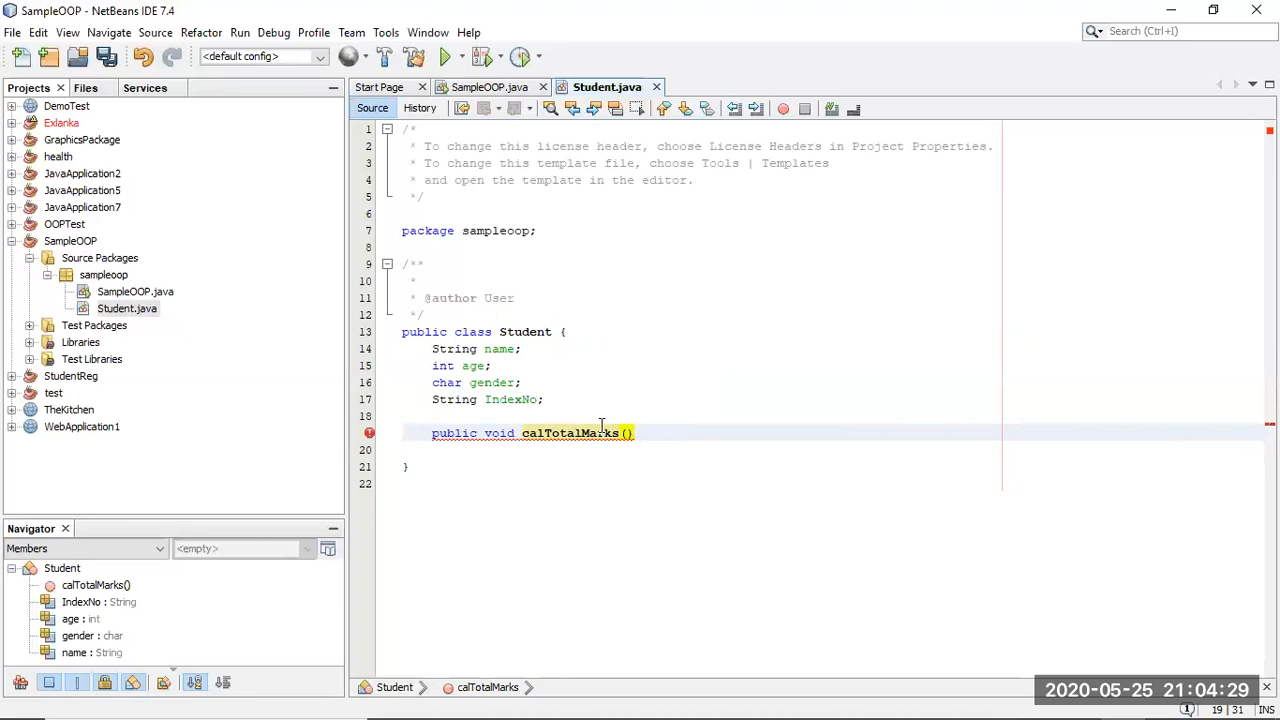 SampleOOP - NetBeans IDE 7.4
File Edit View Navigate Source Refactor Run Debug Profile Team Tools Window Help
Search (Ctrl+I)
<default config>
Projects Files Services
Start Page SampleOOP.java Student.java
Source History
DemoTest
Exlanka
GraphicsPackage
health
JavaApplication2
JavaApplication5
JavaApplication7
OOPTest
SampleOOP
Source Packages
sampleoop
SampleOOP.java
Student.java
Test Packages
Libraries
Test Libraries
StudentReg
test
TheKitchen
WebApplication1
1 /*
2 * To change this license header, choose License Headers in Project Properties.
3 * To change this template file, choose Tools | Templates
4 * and open the template in the editor.
5 */
6
7 package sampleoop;
8
9 /**
10 *
11 * @author User
12 */
13 public class Student {
14 String name;
15 int age;
16 char gender;
17 String IndexNo;
18
public void calTotalMarks()
20
21 }
22
Navigator
Members <empty>
Student
calTotalMarks()
IndexNo : String
age : int
gender : char
name : String
Student calTotalMarks
2020-05-25 21:04:29
1 19 | 31 INS